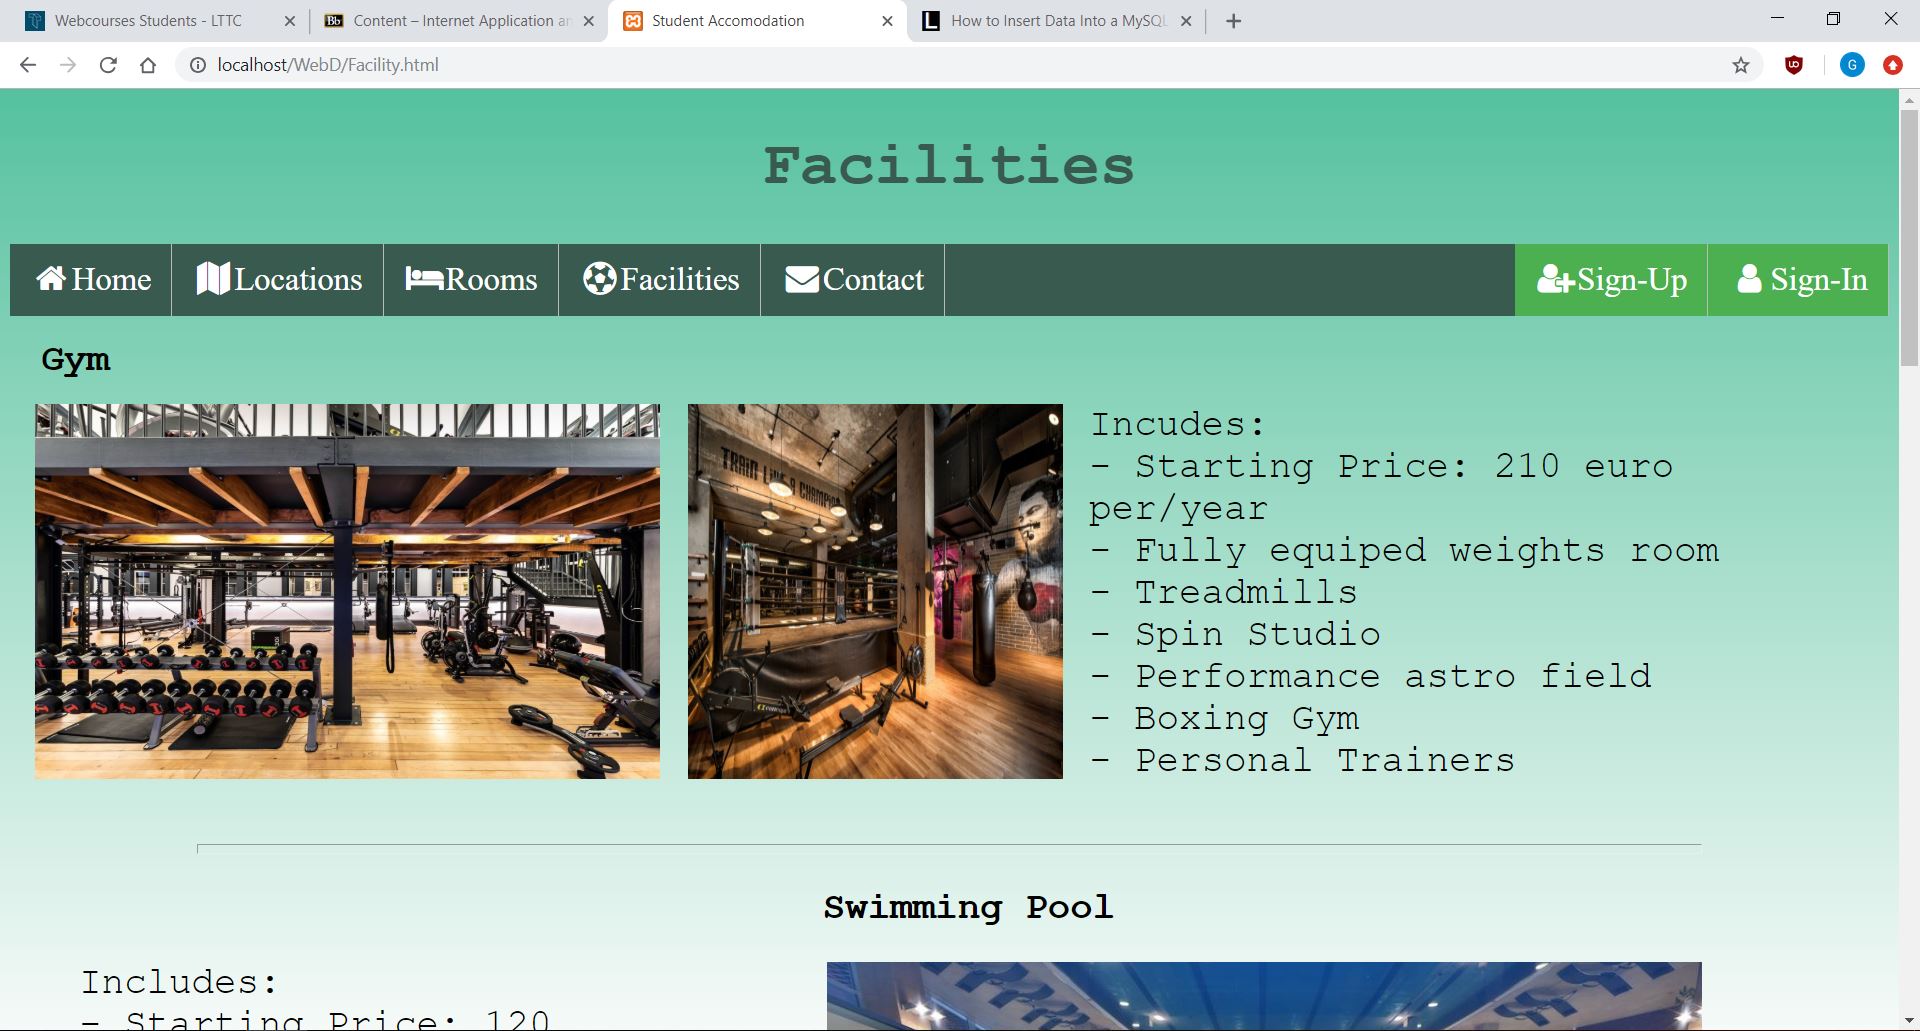 Webcourses Students - LTTC
Content – Internet Application an
Student Accomodation
How to Insert Data Into a MySQL
localhost/WebD/Facility.html
G
Facilities
Home
Locations
Rooms
Facilities
Contact
Sign-Up
Sign-In
Gym
TRAIN LIKE A CHAMPION
Incudes:
- Starting Price: 210 euro
per/year
- Fully equiped weights room
- Treadmills
- Spin Studio
- Performance astro field
- Boxing Gym
- Personal Trainers
Swimming Pool
Includes:
- Starting Price: 120